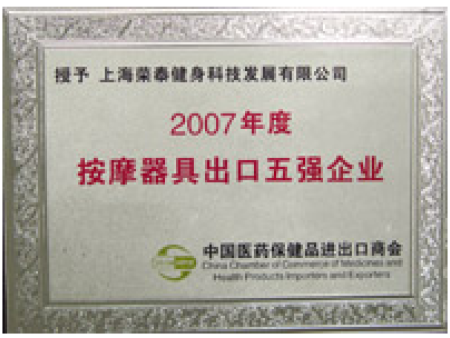 授予 上海荣泰健身科技发展有限公司
2007年度
按摩器具出口五强企业
中国医药保健品进出口商会
China Chamber of Commerce of Medicines and
Health Products Importers and Exporters